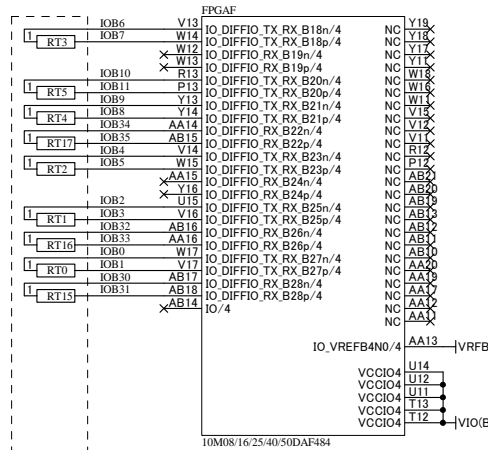 FPGAF
IOB6 V13 IO_DIFFIO_TX_RX_B18n/4 NC Y19
1 RT3 IOB7 W14 IO_DIFFIO_TX_RX_B18p/4 NC Y18
W12 IO_DIFFIO_RX_B19n/4 NC Y17
W13 IO_DIFFIO_RX_B19p/4 NC Y11
IOB10 R13 IO_DIFFIO_TX_RX_B20n/4 NC W18
1 RT5 IOB11 P13 IO_DIFFIO_TX_RX_B20p/4 NC W16
IOB9 Y13 IO_DIFFIO_TX_RX_B21n/4 NC W11
1 RT4 IOB8 Y14 IO_DIFFIO_TX_RX_B21p/4 NC V15
IOB34 AA14 IO_DIFFIO_RX_B22n/4 NC V12
1 RT17 IOB35 AB15 IO_DIFFIO_RX_B22p/4 NC V11
IOB4 V14 IO_DIFFIO_TX_RX_B23n/4 NC R12
1 RT2 IOB5 W15 IO_DIFFIO_TX_RX_B23p/4 NC P12
AA15 IO_DIFFIO_RX_B24n/4 NC AB21
Y16 IO_DIFFIO_RX_B24p/4 NC AB20
IOB2 U15 IO_DIFFIO_TX_RX_B25n/4 NC AB19
1 RT1 IOB3 V16 IO_DIFFIO_TX_RX_B25p/4 NC AB13
IOB32 AB16 IO_DIFFIO_RX_B26n/4 NC AB12
1 RT16 IOB33 AA16 IO_DIFFIO_RX_B26p/4 NC AB11
IOB0 W17 IO_DIFFIO_TX_RX_B27n/4 NC AB10
1 RT0 IOB1 V17 IO_DIFFIO_TX_RX_B27p/4 NC AA20
IOB30 AB17 IO_DIFFIO_RX_B28n/4 NC AA19
1 RT15 IOB31 AB18 IO_DIFFIO_RX_B28p/4 NC AA17
AB14 IO/4 NC AA12
NC AA11
IO_VREFB4N0/4 AA13 VRFB
VCCIO4 U14
VCCIO4 U12
VCCIO4 U11
VCCIO4 T13
VCCIO4 T12 VIO(B
10M08/16/25/40/50DAF484